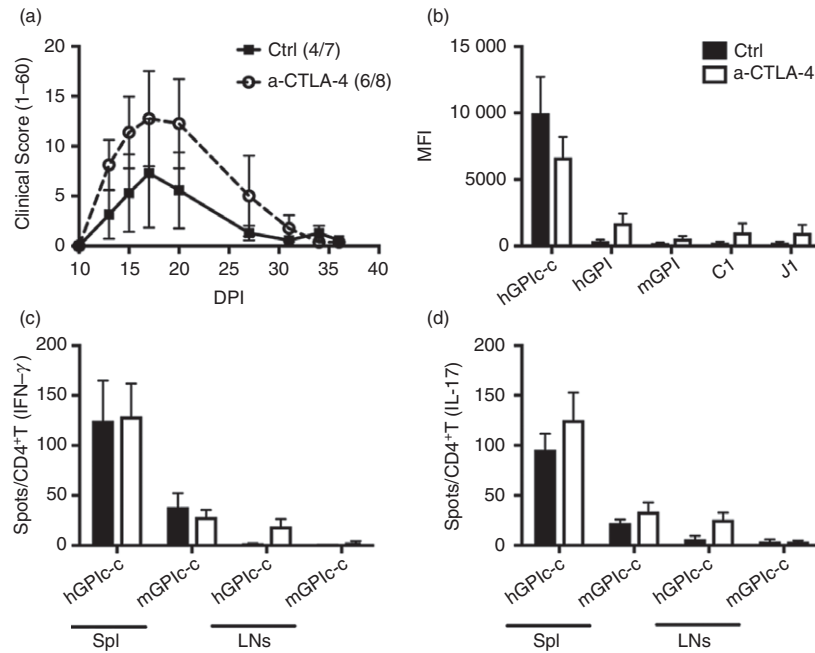 (a)
20
15
10
5
0
Clinical Score (1–60)
Ctrl (4/7)
a-CTLA-4 (6/8)
10 15 20 25 30 35 40
DPI
(b)
15 000
10 000
5000
0
MFI
Ctrl
a-CTLA-4
hGPIc-c hGPI mGPI C1 J1
(c)
200
150
100
50
0
Spots/CD4⁺T (IFN–γ)
hGPIc-c mGPIc-c hGPIc-c mGPIc-c
Spl LNs
(d)
200
150
100
50
0
Spots/CD4⁺T (IL-17)
hGPIc-c mGPIc-c hGPIc-c mGPIc-c
Spl LNs